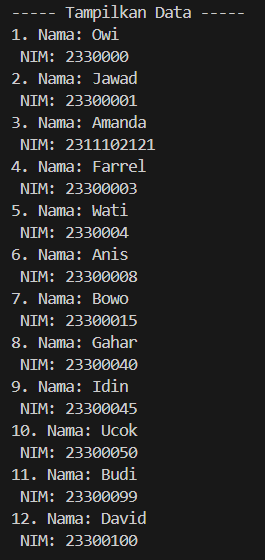 ----- Tampilkan Data -----
1. Nama: Owi
NIM: 2330000
2. Nama: Jawad
NIM: 23300001
3. Nama: Amanda
NIM: 2311102121
4. Nama: Farrel
NIM: 23300003
5. Nama: Wati
NIM: 2330004
6. Nama: Anis
NIM: 23300008
7. Nama: Bowo
NIM: 23300015
8. Nama: Gahar
NIM: 23300040
9. Nama: Idin
NIM: 23300045
10. Nama: Ucok
NIM: 23300050
11. Nama: Budi
NIM: 23300099
12. Nama: David
NIM: 23300100